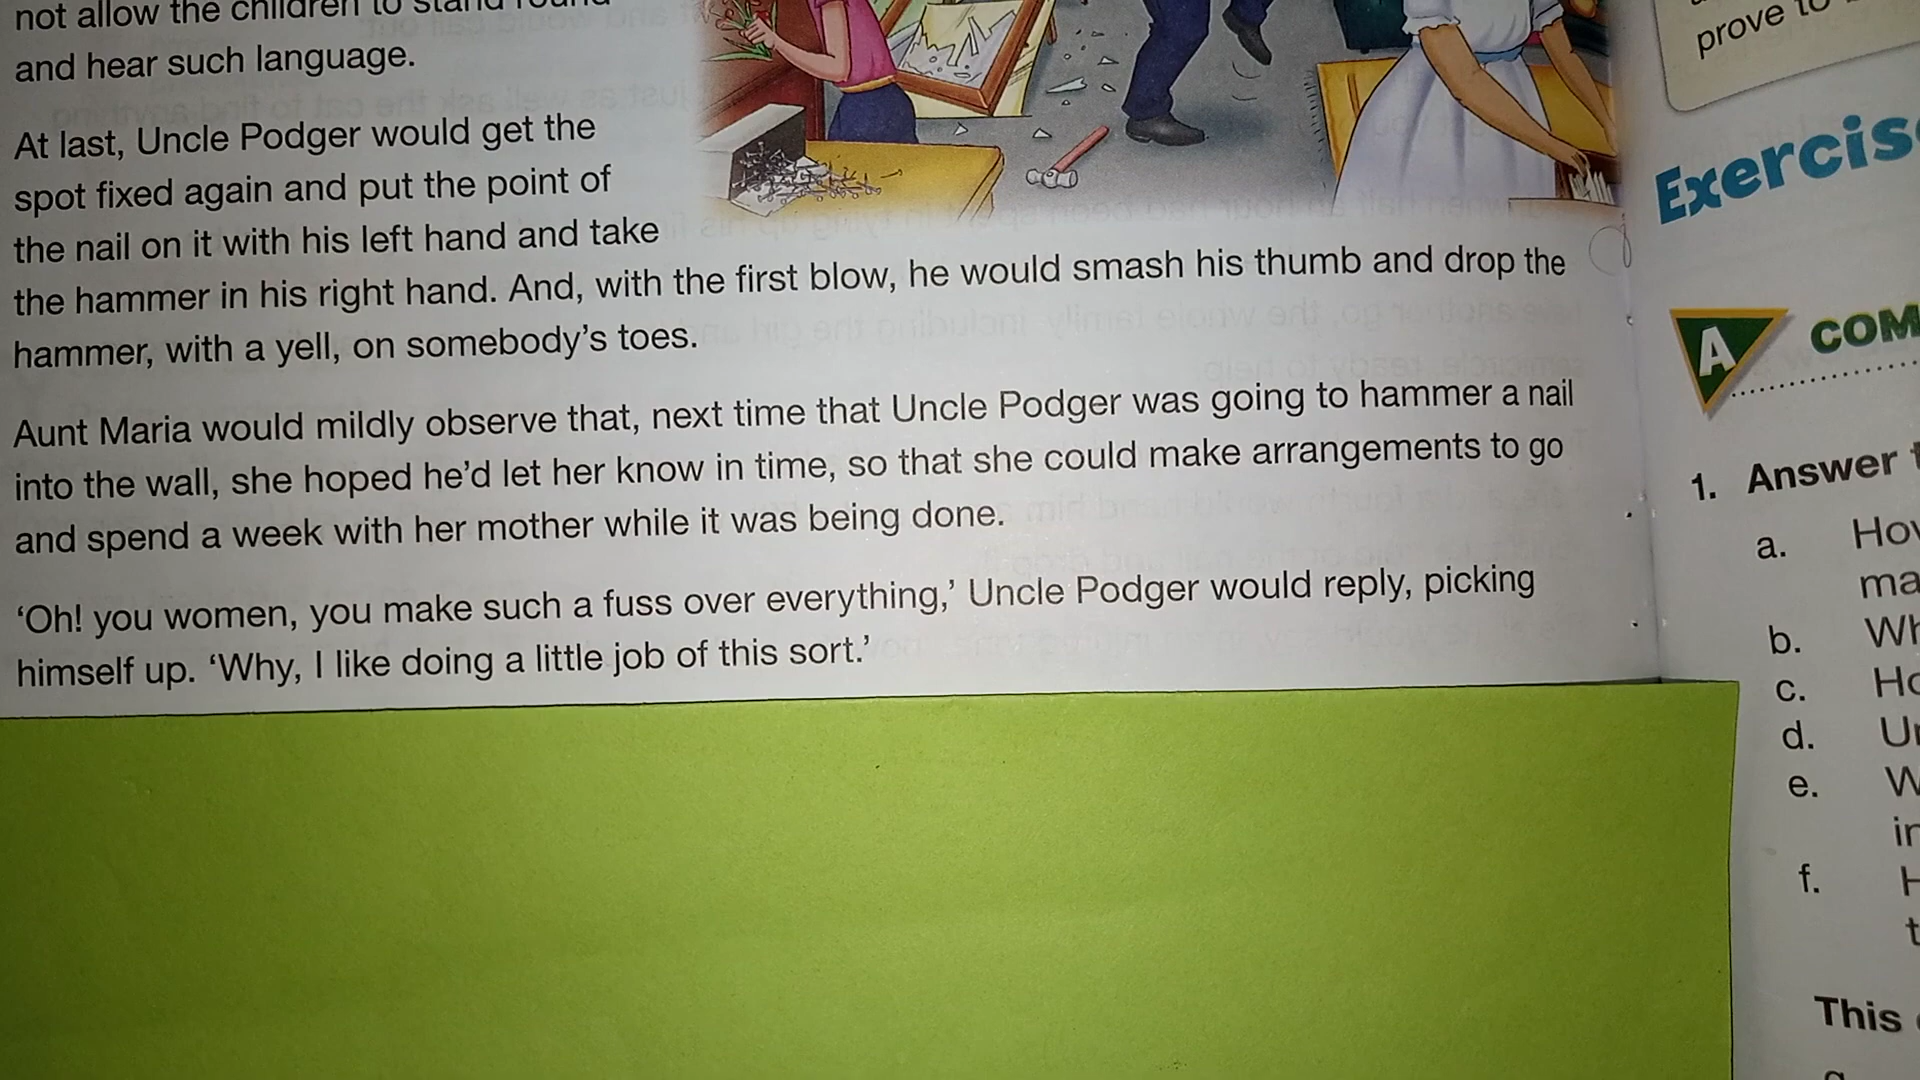 not allow the children to stand round
and hear such language.
At last, Uncle Podger would get the
spot fixed again and put the point of
the nail on it with his left hand and take
the hammer in his right hand. And, with the first blow, he would smash his thumb and drop the
hammer, with a yell, on somebody's toes.
Aunt Maria would mildly observe that, next time that Uncle Podger was going to hammer a nail
into the wall, she hoped he'd let her know in time, so that she could make arrangements to go
and spend a week with her mother while it was being done.
'Oh! you women, you make such a fuss over everything,' Uncle Podger would reply, picking
himself up. 'Why, I like doing a little job of this sort.'
prove to
Exercis
A COM
1. Answer
a. How
ma
b. Wh
c. Ho
d. Un
e. W
in
f. H
t
This